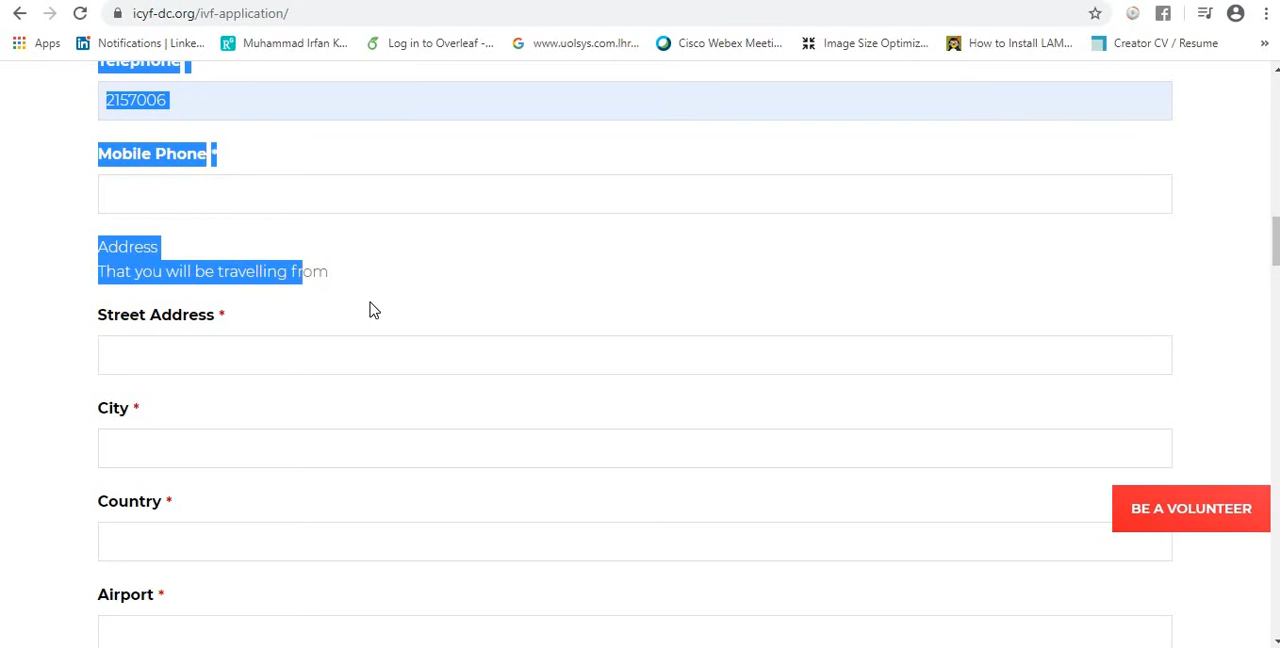 icyf-dc.org/ivf-application/
Apps Notifications | Linke... Muhammad Irfan K... Log in to Overleaf -... www.uolsys.com.lhr... Cisco Webex Meeti... Image Size Optimiz... How to Install LAM... Creator CV / Resume »
Telephone *
2157006
Mobile Phone *
Address
That you will be travelling from
Street Address *
City *
Country *
BE A VOLUNTEER
Airport *